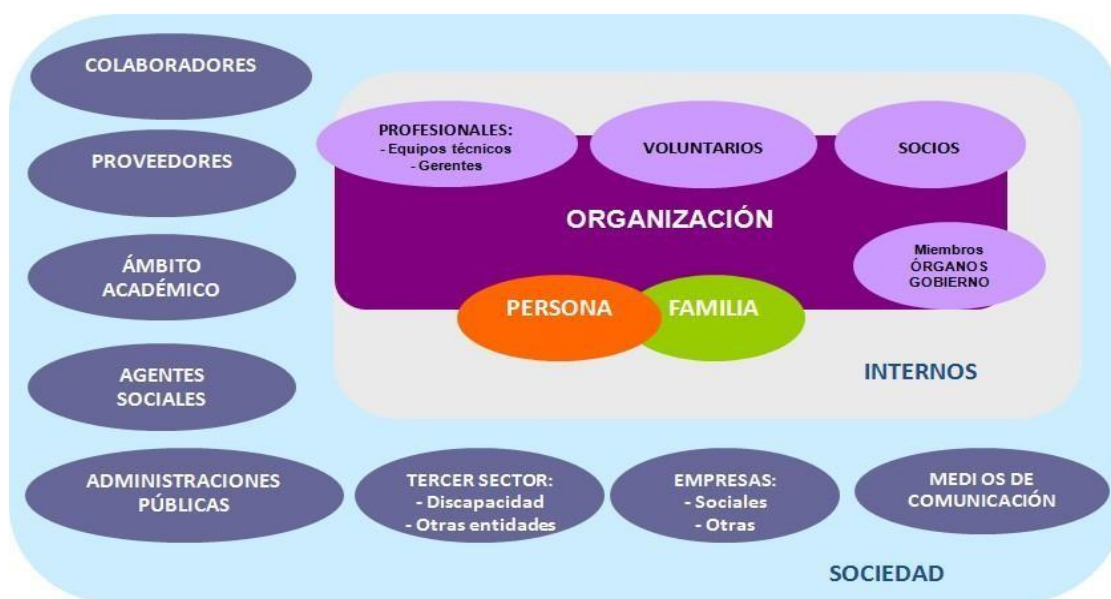 COLABORADORES
PROVEEDORES
ÁMBITO
ACADÉMICO
AGENTES
SOCIALES
ADMINISTRACIONES
PÚBLICAS
PROFESIONALES:
- Equipos técnicos
- Gerentes
VOLUNTARIOS
SOCIOS
ORGANIZACIÓN
Miembros
ÓRGANOS
GOBIERNO
PERSONA
FAMILIA
INTERNOS
TERCER SECTOR:
- Discapacidad
- Otras entidades
EMPRESAS:
- Sociales
- Otras
MEDIOS DE
COMUNICACIÓN
SOCIEDAD